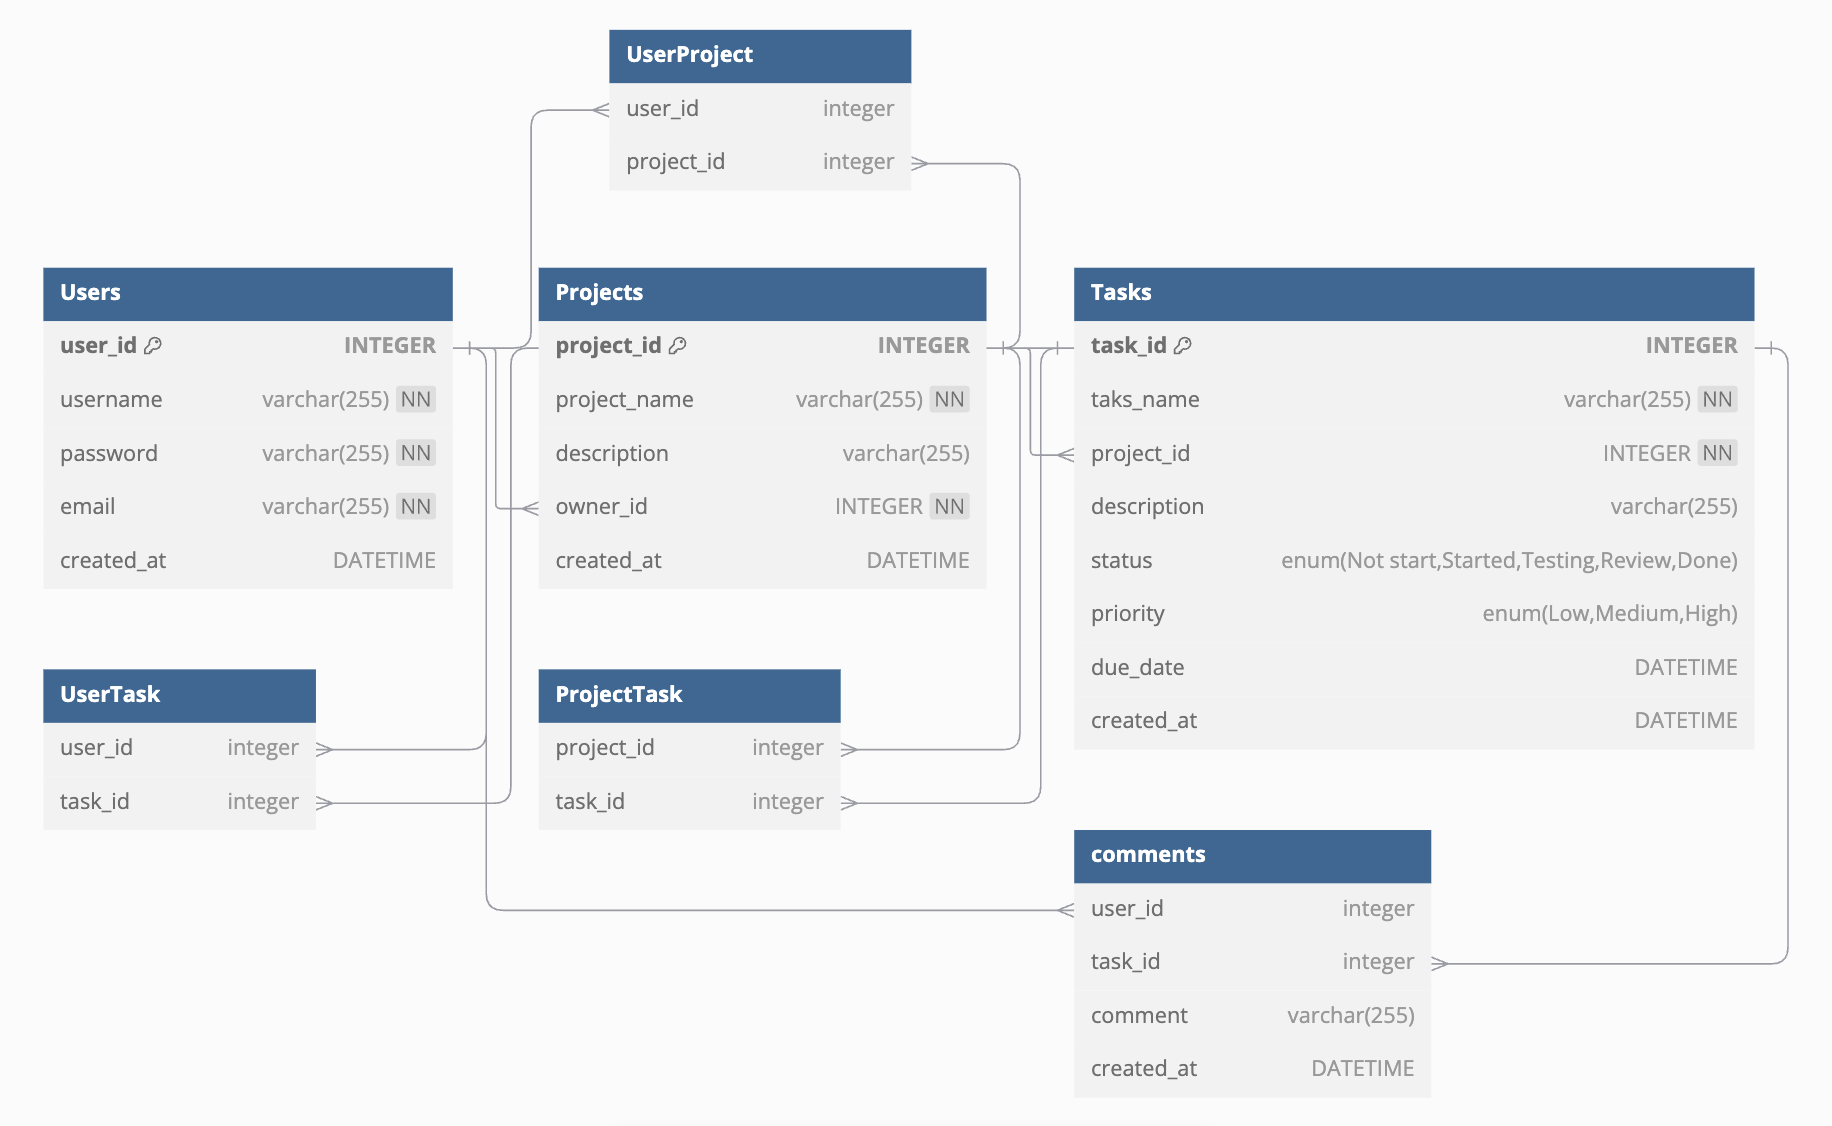 UserProject
user_id integer
project_id integer
Users
user_id INTEGER
username varchar(255) NN
password varchar(255) NN
email varchar(255) NN
created_at DATETIME
Projects
project_id INTEGER
project_name varchar(255) NN
description varchar(255)
owner_id INTEGER NN
created_at DATETIME
Tasks
task_id INTEGER
taks_name varchar(255) NN
project_id INTEGER NN
description varchar(255)
status enum(Not start,Started,Testing,Review,Done)
priority enum(Low,Medium,High)
due_date DATETIME
created_at DATETIME
UserTask
user_id integer
task_id integer
ProjectTask
project_id integer
task_id integer
comments
user_id integer
task_id integer
comment varchar(255)
created_at DATETIME